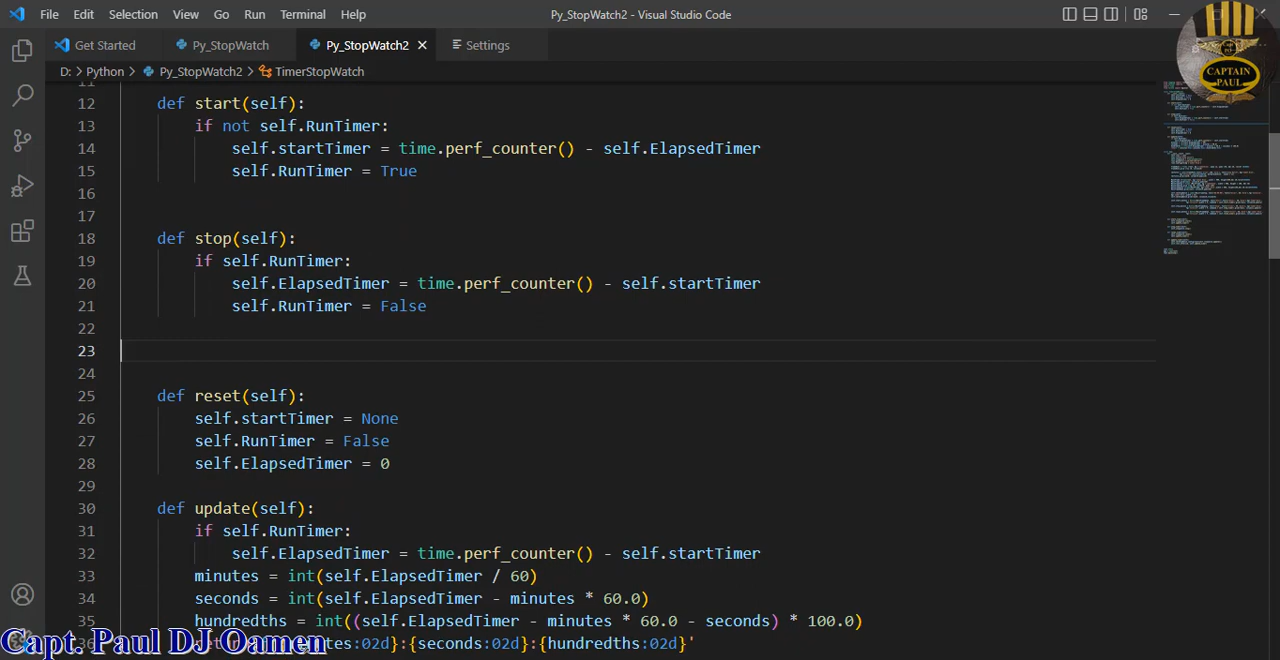 File Edit Selection View Go Run Terminal Help
Py_StopWatch2 - Visual Studio Code
Get Started Py_StopWatch Py_StopWatch2 Settings
D: > Python > Py_StopWatch2 > TimerStopWatch
CAPTAIN
PAUL
12 def start(self):
13 if not self.RunTimer:
14 self.startTimer = time.perf_counter() - self.ElapsedTimer
15 self.RunTimer = True
16
17
18 def stop(self):
19 if self.RunTimer:
20 self.ElapsedTimer = time.perf_counter() - self.startTimer
21 self.RunTimer = False
22
23
24
25 def reset(self):
26 self.startTimer = None
27 self.RunTimer = False
28 self.ElapsedTimer = 0
29
30 def update(self):
31 if self.RunTimer:
32 self.ElapsedTimer = time.perf_counter() - self.startTimer
33 minutes = int(self.ElapsedTimer / 60)
34 seconds = int(self.ElapsedTimer - minutes * 60.0)
35 hundredths = int((self.ElapsedTimer - minutes * 60.0 - seconds) * 100.0)
:02d}:{seconds:02d}:{hundredths:02d}'
Capt. Paul DJ Oamen